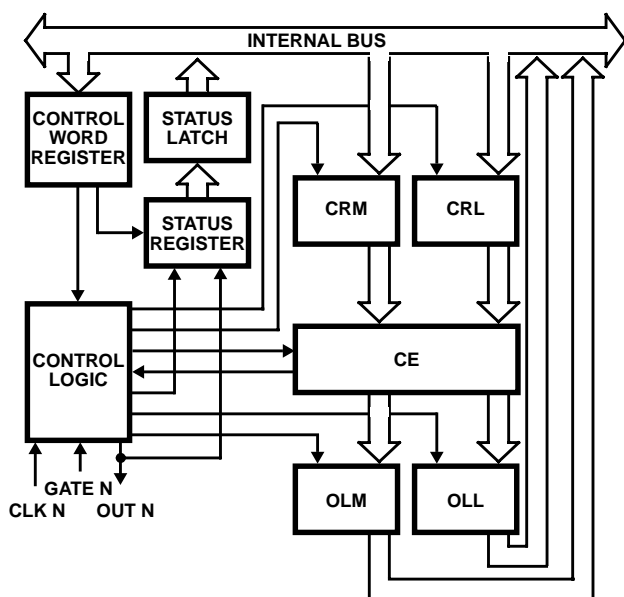 INTERNAL BUS
CONTROL
WORD
REGISTER
STATUS
LATCH
STATUS
REGISTER
CRM
CRL
CONTROL
LOGIC
CE
OLM
OLL
GATE N
CLK N
OUT N